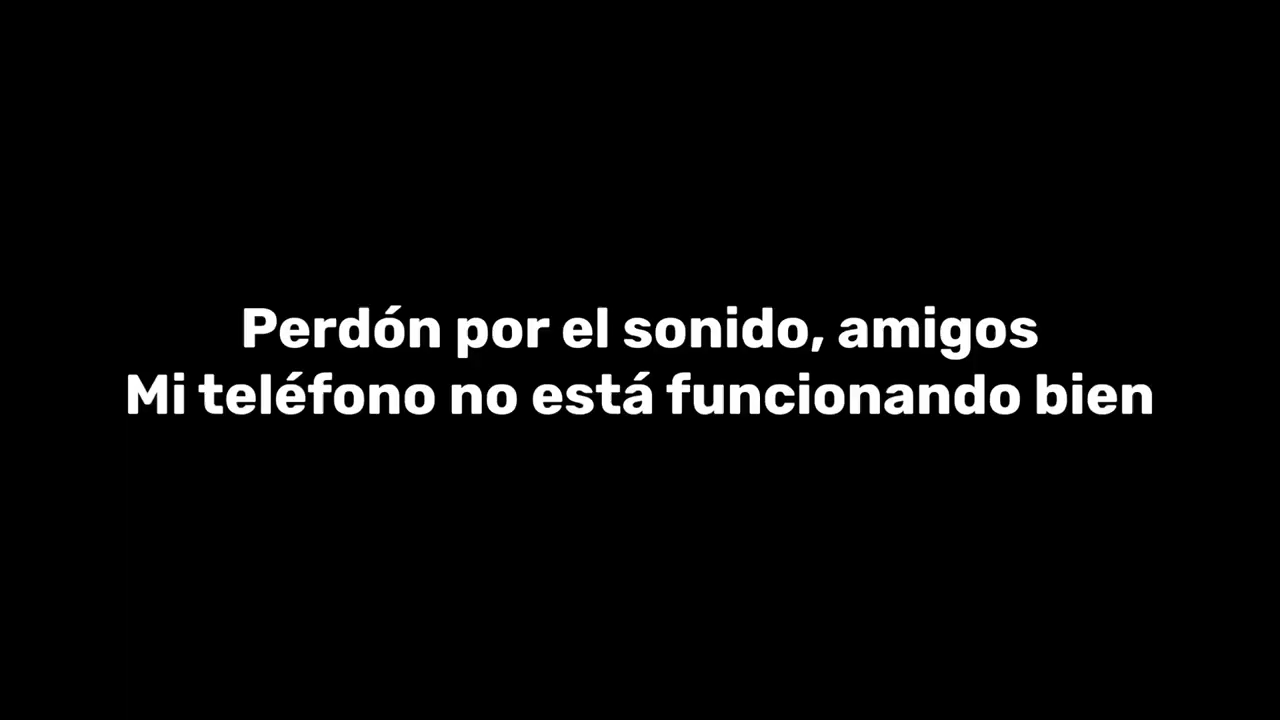 Perdón por el sonido, amigos
Mi teléfono no está funcionando bien